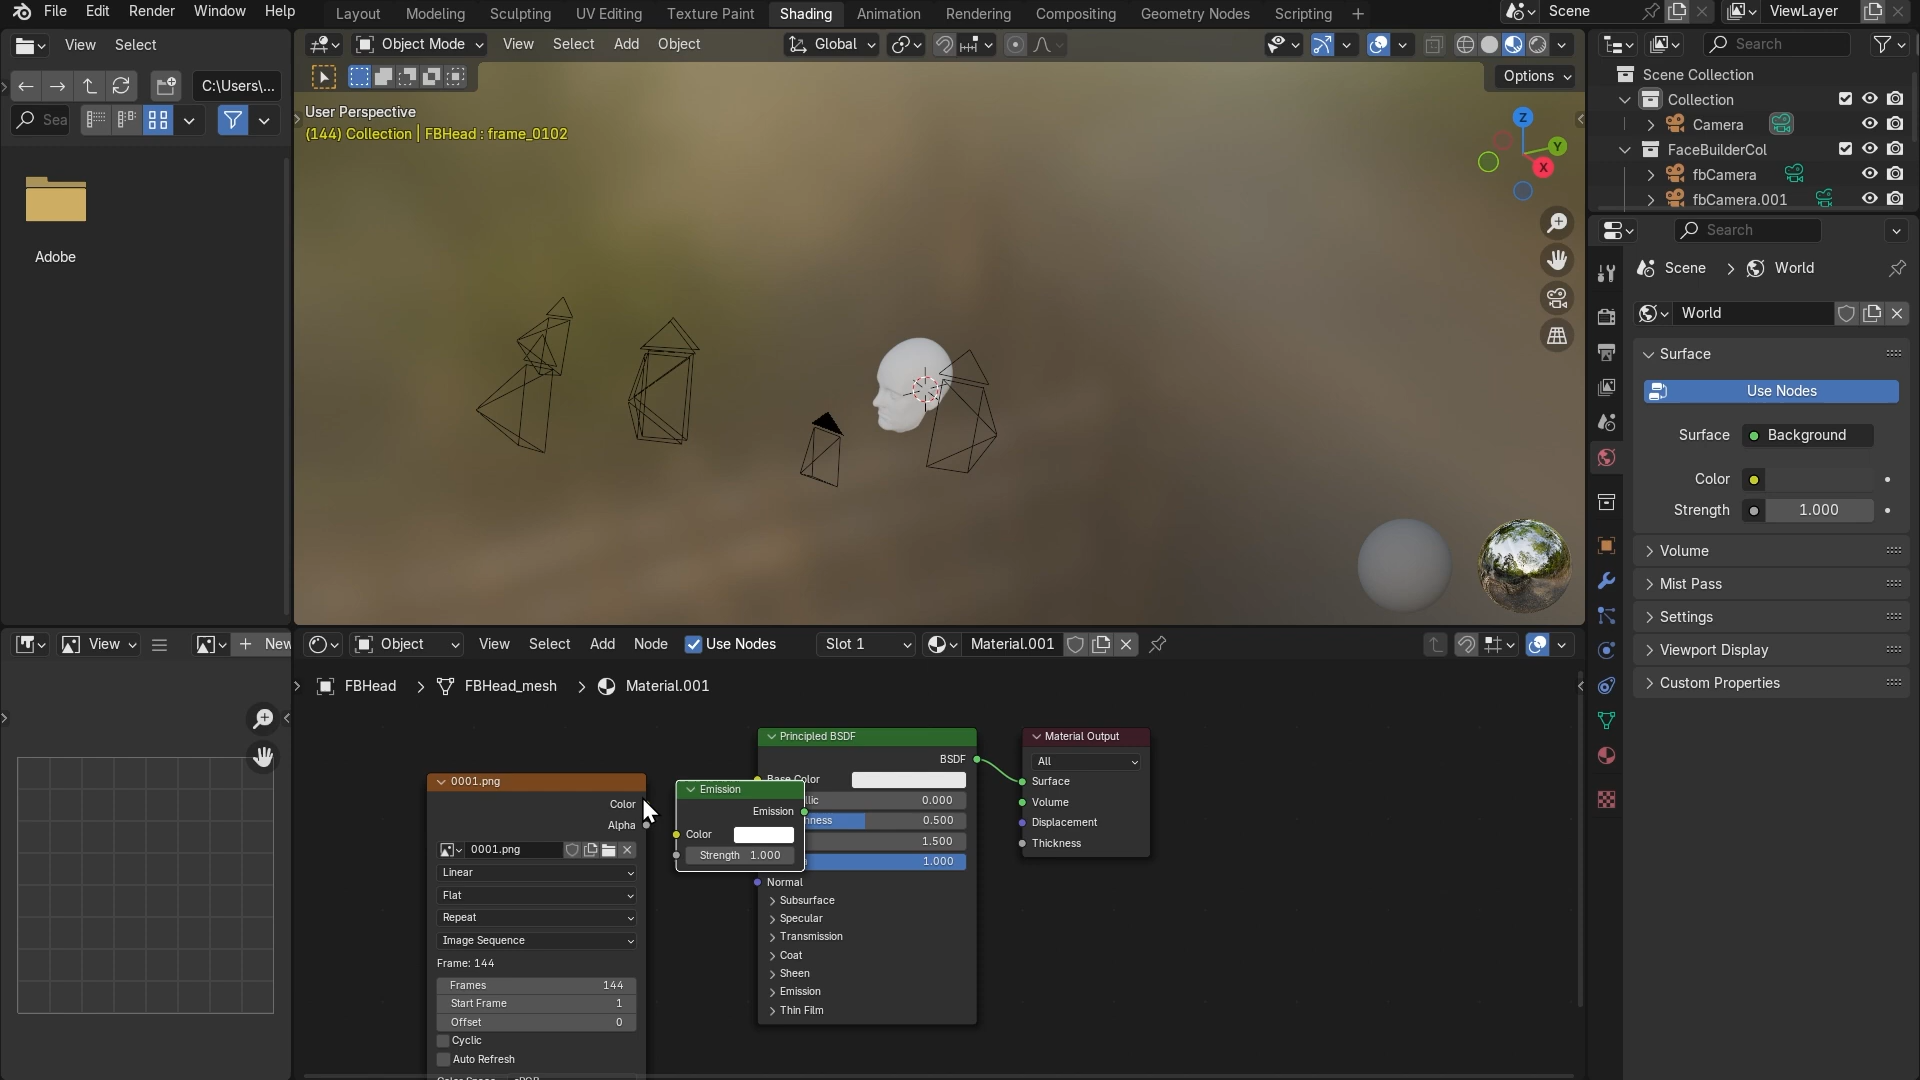 File Edit Render Window Help
Layout Modeling Sculpting UV Editing Texture Paint Shading Animation Rendering Compositing Geometry Nodes Scripting
Scene
ViewLayer
View Select
C:\Users\...
Sea
Adobe
Object Mode View Select Add Object
Global
Options
User Perspective
(144) Collection | FBHead : frame_0102
Z
Y
X
Search
Scene Collection
Collection
Camera
FaceBuilderCol
fbCamera
fbCamera.001
Search
Scene > World
World
Surface
Use Nodes
Surface Background
Color
Strength 1.000
Volume
Mist Pass
Settings
Viewport Display
Custom Properties
View
New
Object View Select Add Node Use Nodes Slot 1 Material.001
FBHead > FBHead_mesh > Material.001
0001.png
Color
Alpha
0001.png
Linear
Flat
Repeat
Image Sequence
Frame: 144
Frames 144
Start Frame 1
Offset 0
Cyclic
Auto Refresh
Emission
Emission
Color
Strength 1.000
Principled BSDF
BSDF
Base Color
0.000
0.500
1.500
1.000
Normal
Subsurface
Specular
Transmission
Coat
Sheen
Emission
Thin Film
Material Output
All
Surface
Volume
Displacement
Thickness